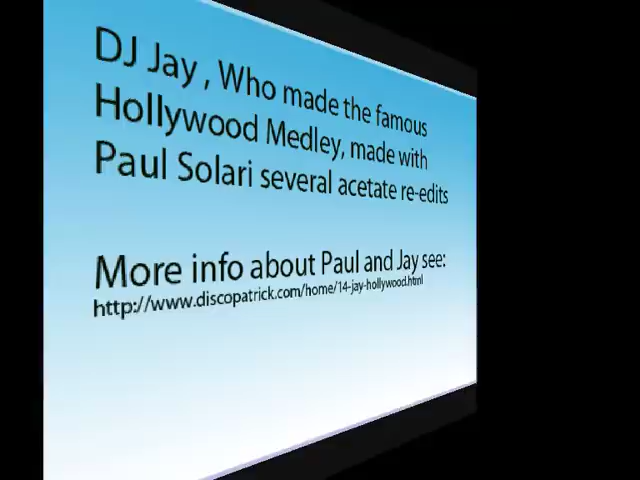 DJ Jay , Who made the famous
Hollywood Medley, made with
Paul Solari several acetate re-edits
More info about Paul and Jay see:
http://www.discopatrick.com/home/14-jay-hollywood.html